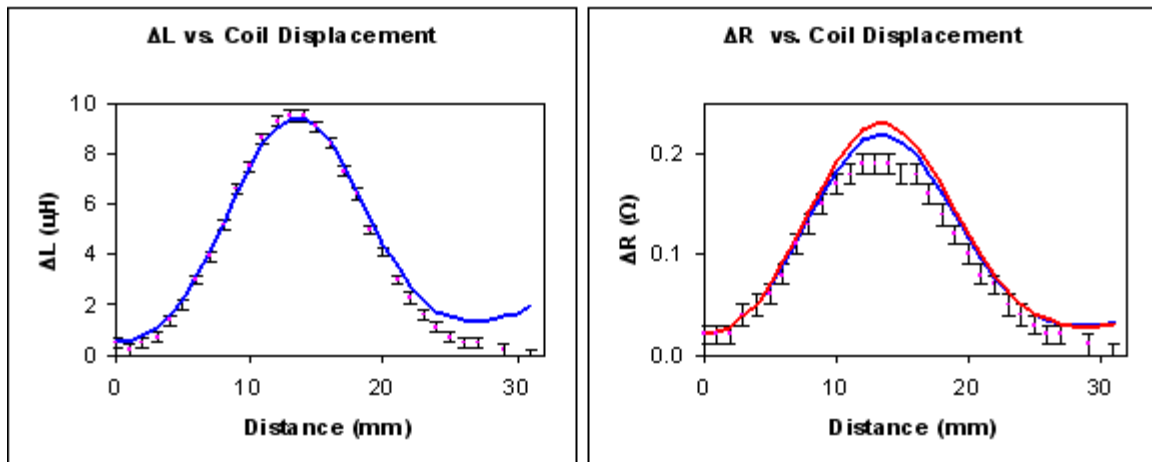 ΔL vs. Coil Displacement
10
8
6
4
2
0
ΔL (uH)
0 10 20 30
Distance (mm)
ΔR vs. Coil Displacement
0.2
0.1
0.0
ΔR (Ω)
0 10 20 30
Distance (mm)